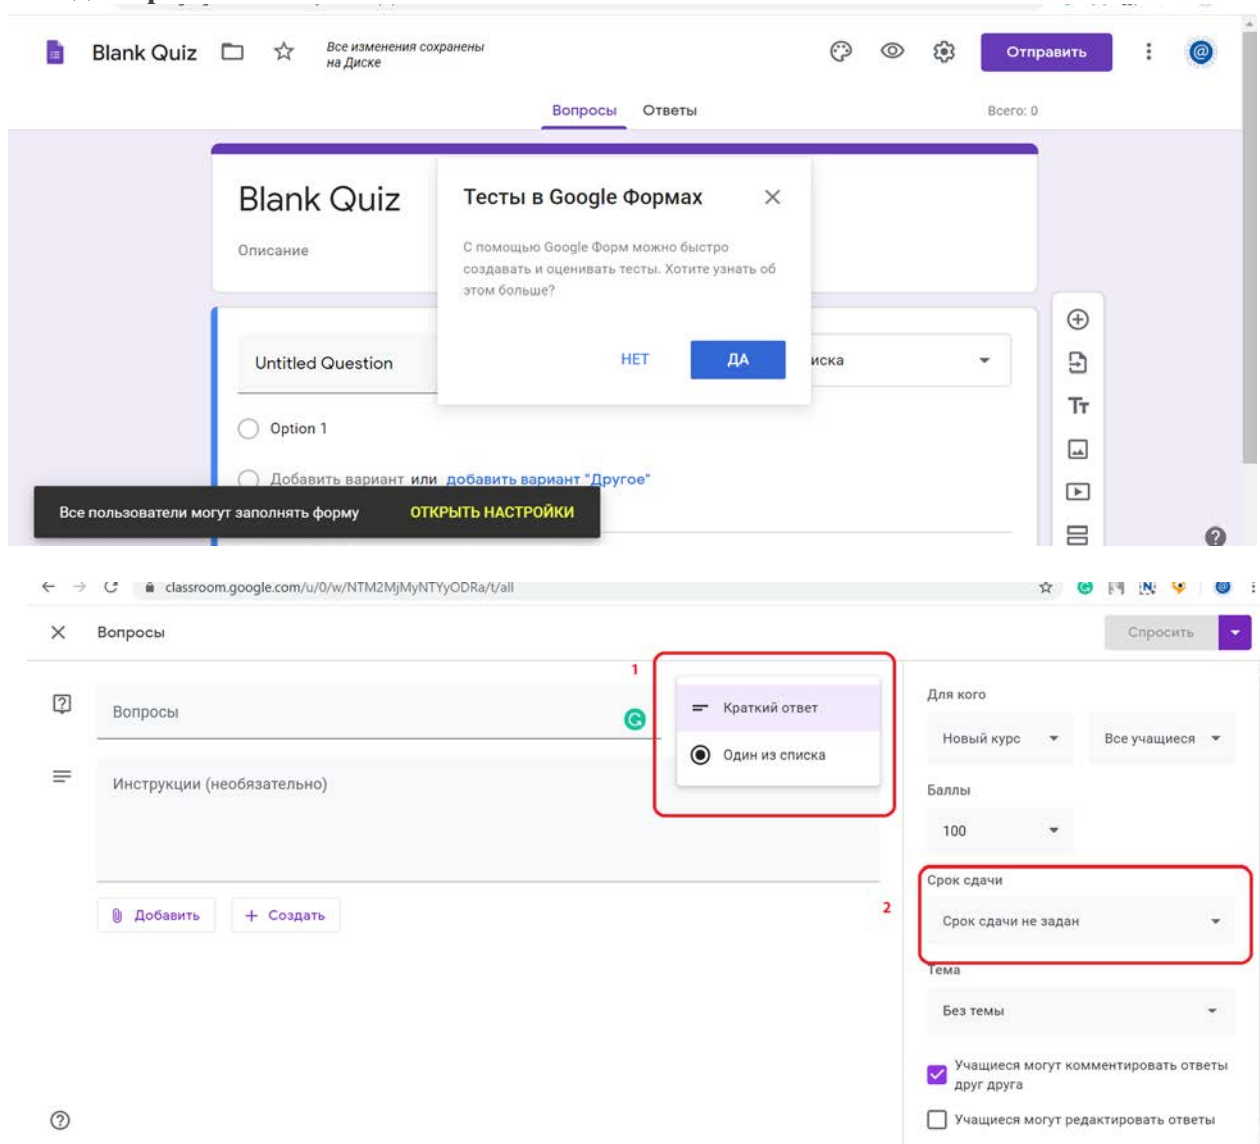 Blank Quiz
Все изменения сохранены
на Диске
Отправить
@
Вопросы Ответы
Всего: 0
Blank Quiz
Описание
Тесты в Google Формах
С помощью Google Форм можно быстро
создавать и оценивать тесты. Хотите узнать об
этом больше?
НЕТ ДА
Untitled Question
иска
Option 1
Добавить вариант или добавить вариант "Другое"
Тт
Все пользователи могут заполнять форму ОТКРЫТЬ НАСТРОЙКИ
classroom.google.com/u/0/w/NTM2MjMyNTYyODRa/t/all
Вопросы
Спросить
1
Вопросы
Краткий ответ
Один из списка
Инструкции (необязательно)
Добавить
+ Создать
Для кого
Новый курс
Все учащиеся
Баллы
100
2
Срок сдачи
Срок сдачи не задан
Тема
Без темы
Учащиеся могут комментировать ответы
друг друга
Учащиеся могут редактировать ответы